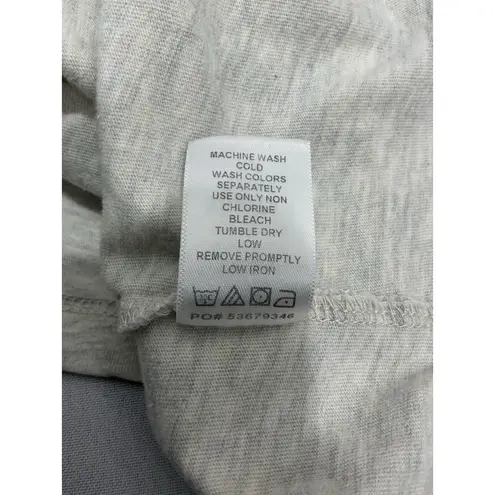 MACHINE WASH
COLD
WASH COLORS
SEPARATELY
USE ONLY NON
CHLORINE
BLEACH
TUMBLE DRY
LOW
REMOVE PROMPTLY
LOW IRON
PO# 53679346